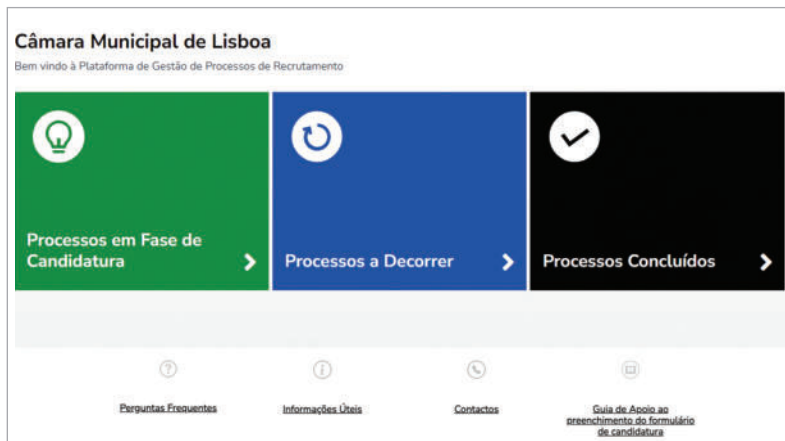 Câmara Municipal de Lisboa
Bem vindo à Plataforma de Gestão de Processos de Recrutamento
Processos em Fase de
Candidatura
Processos a Decorrer
Processos Concluídos
Perguntas Frequentes
Informações Úteis
Contactos
Guia de Apoio ao
preenchimento do formulário
de candidatura